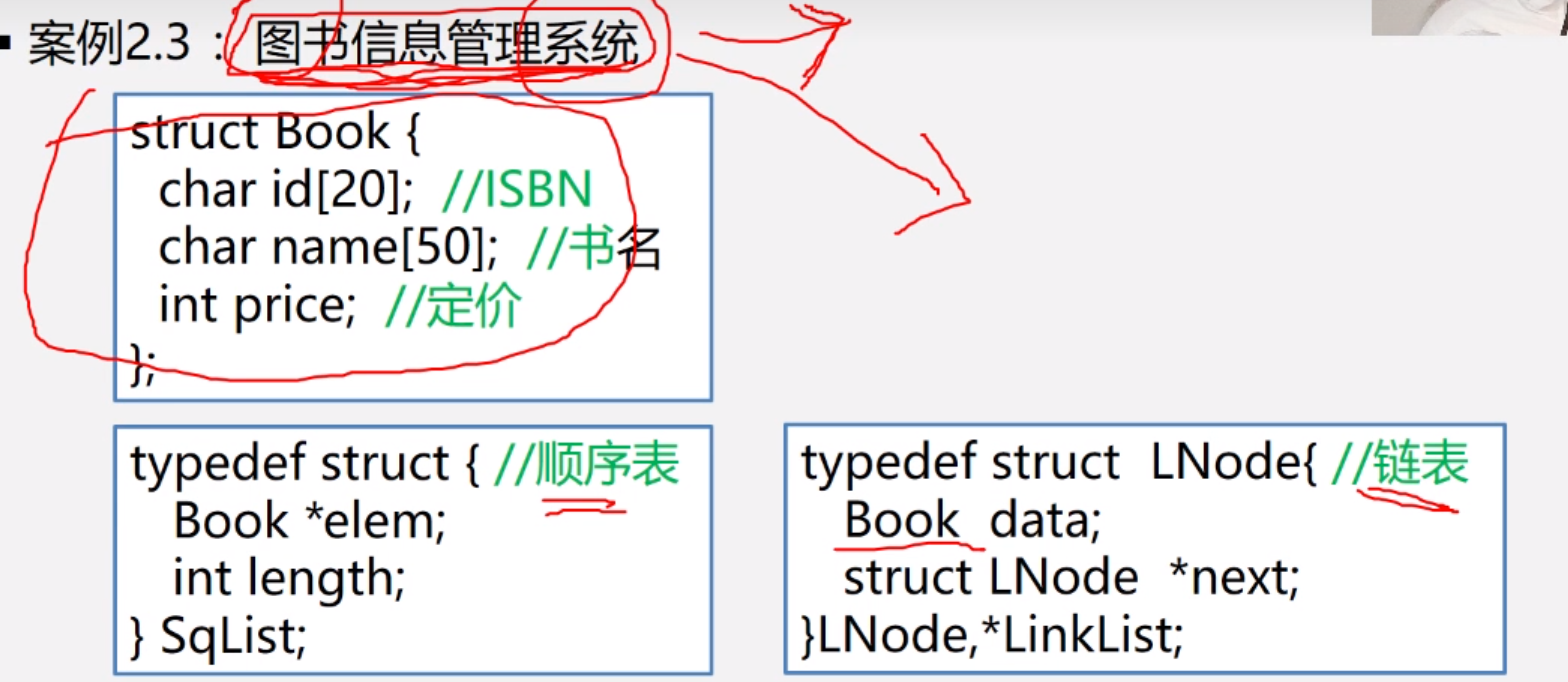 案例2.3：图书信息管理系统
struct Book {
char id[20]; //ISBN
char name[50]; //书名
int price; //定价
};
typedef struct { //顺序表
Book *elem;
int length;
} SqList;
typedef struct LNode{ //链表
Book data;
struct LNode *next;
}LNode,*LinkList;